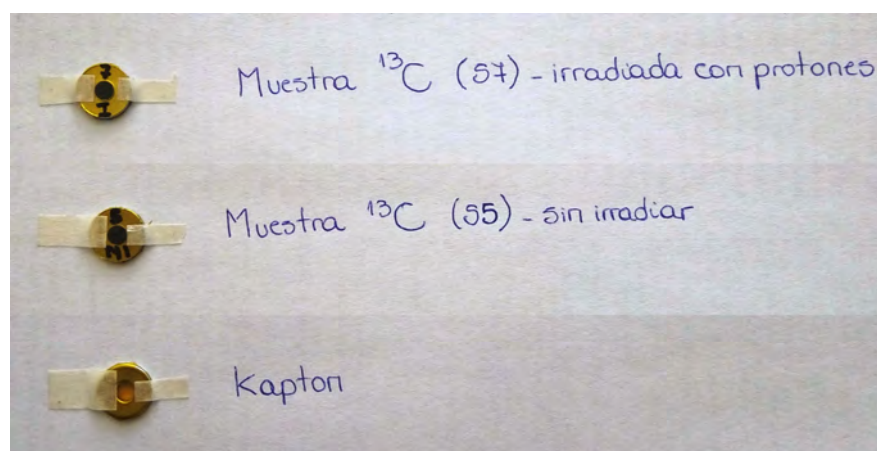 Muestra ¹³C (S7) - irradiada con protones
Muestra ¹³C (S5) - sin irradiar
Kapton